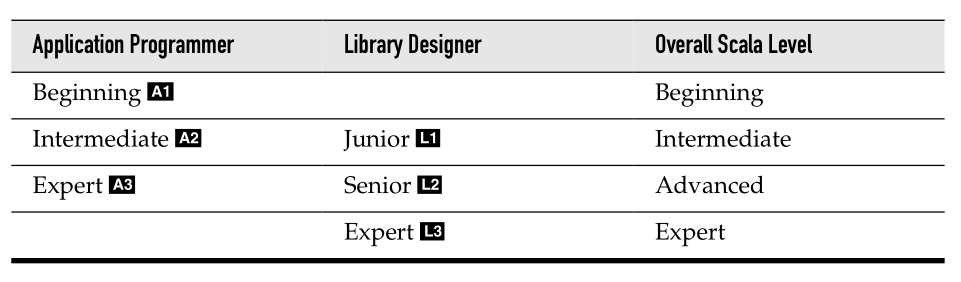 Application Programmer Library Designer Overall Scala Level
Beginning A1 Beginning
Intermediate A2 Junior L1 Intermediate
Expert A3 Senior L2 Advanced
Expert L3 Expert